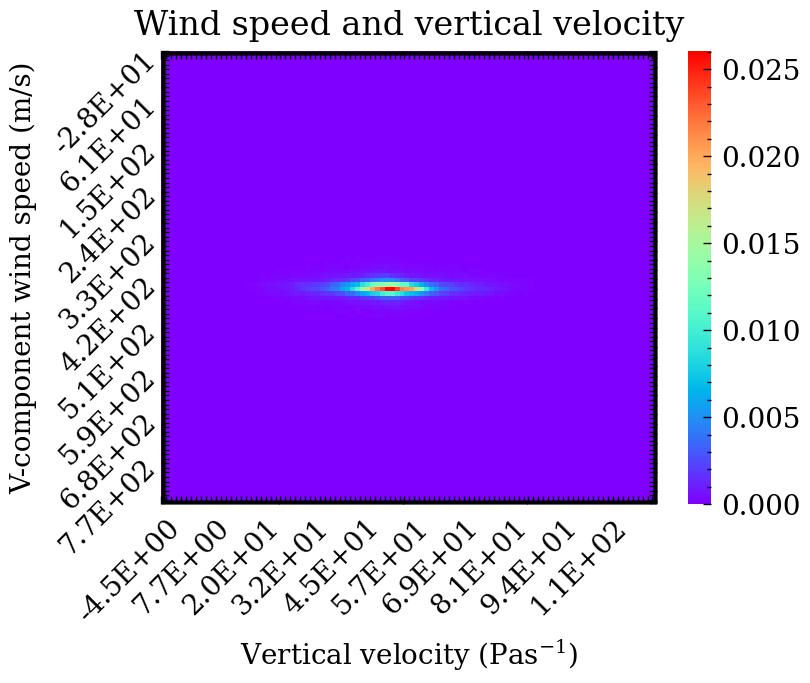 Wind speed and vertical velocity
V-component wind speed (m/s)
-2.8E+01
6.1E+01
1.5E+02
2.4E+02
3.3E+02
4.2E+02
5.1E+02
5.9E+02
6.8E+02
7.7E+02
-4.5E+00
7.7E+00
2.0E+01
3.2E+01
4.5E+01
5.7E+01
6.9E+01
8.1E+01
9.4E+01
1.1E+02
Vertical velocity (Pas⁻¹)
0.025
0.020
0.015
0.010
0.005
0.000